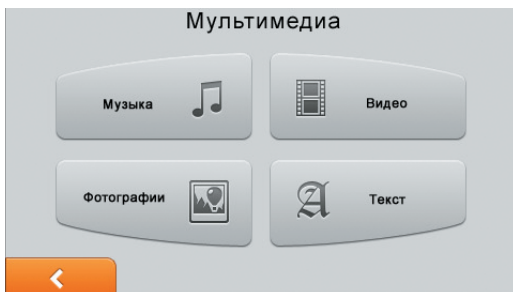 Мультимедиа
Музыка
Видео
Фотографии
Текст